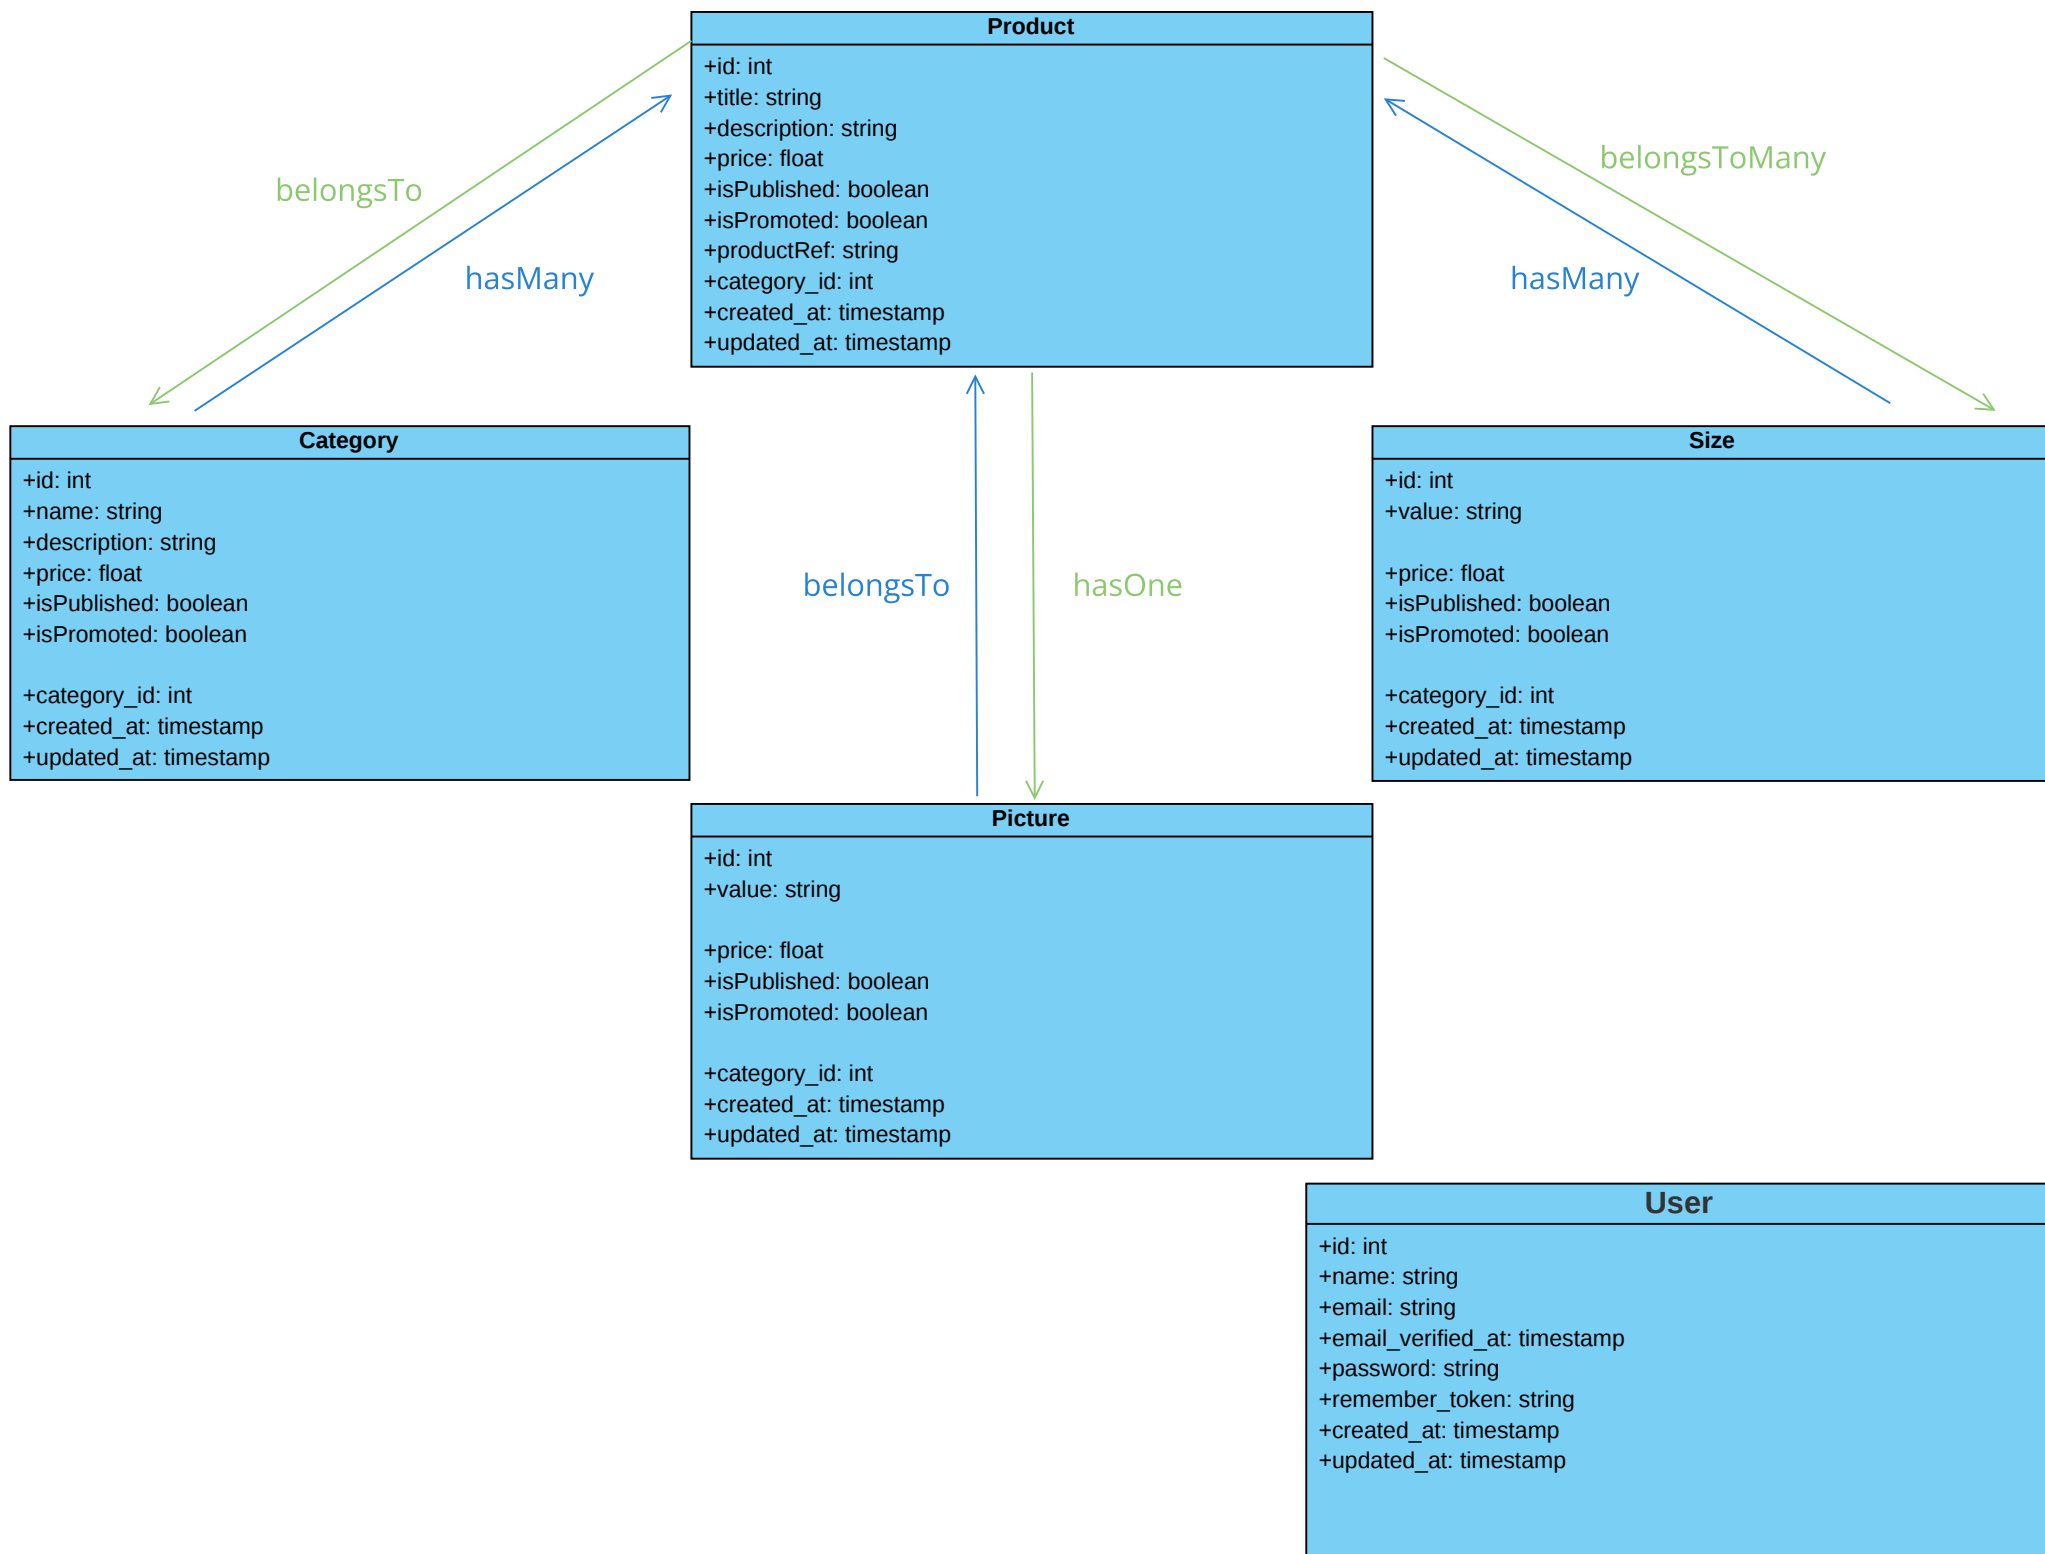 Product
+id: int
+title: string
+description: string
+price: float
+isPublished: boolean
+isPromoted: boolean
+productRef: string
+category_id: int
+created_at: timestamp
+updated_at: timestamp
belongsTo
hasMany
belongsToMany
hasMany
Category
+id: int
+name: string
+description: string
+price: float
+isPublished: boolean
+isPromoted: boolean
+category_id: int
+created_at: timestamp
+updated_at: timestamp
belongsTo
hasOne
Size
+id: int
+value: string
+price: float
+isPublished: boolean
+isPromoted: boolean
+category_id: int
+created_at: timestamp
+updated_at: timestamp
Picture
+id: int
+value: string
+price: float
+isPublished: boolean
+isPromoted: boolean
+category_id: int
+created_at: timestamp
+updated_at: timestamp
User
+id: int
+name: string
+email: string
+email_verified_at: timestamp
+password: string
+remember_token: string
+created_at: timestamp
+updated_at: timestamp